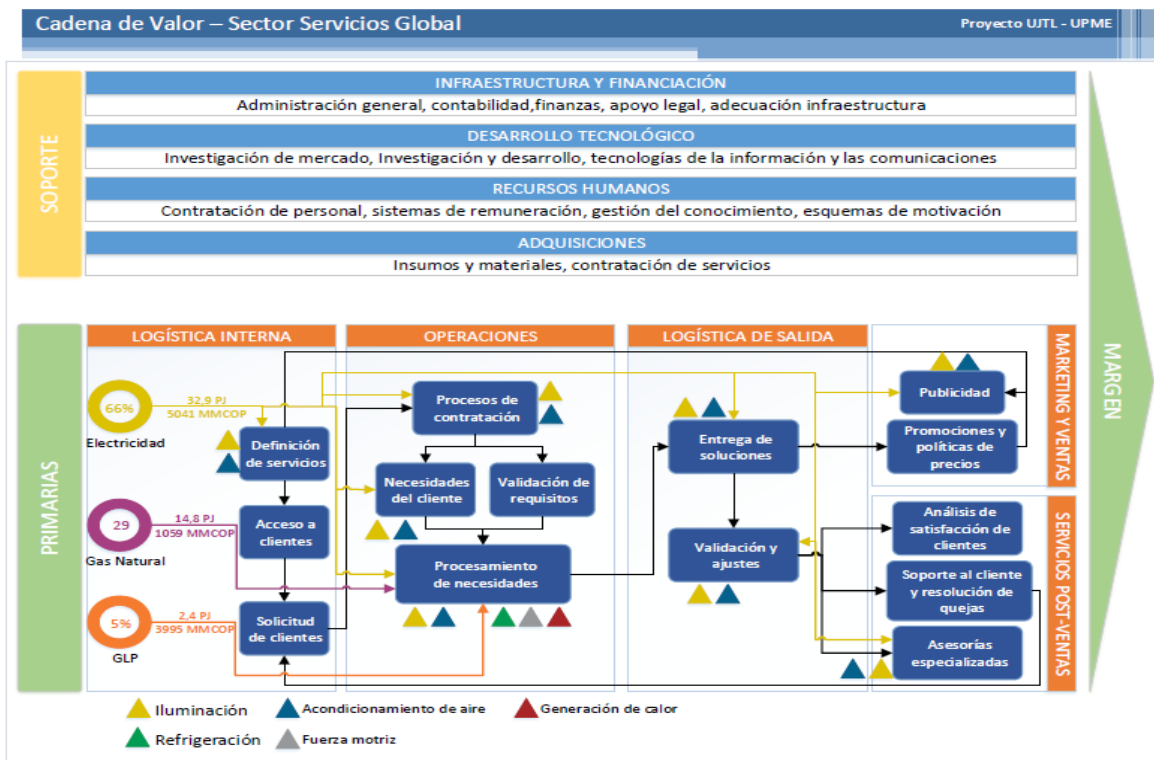 Cadena de Valor – Sector Servicios Global
Proyecto UJTL - UPME
SOPORTE
INFRAESTRUCTURA Y FINANCIACIÓN
Administración general, contabilidad,finanzas, apoyo legal, adecuación infraestructura
DESARROLLO TECNOLÓGICO
Investigación de mercado, Investigación y desarrollo, tecnologías de la información y las comunicaciones
RECURSOS HUMANOS
Contratación de personal, sistemas de remuneración, gestión del conocimiento, esquemas de motivación
ADQUISICIONES
Insumos y materiales, contratación de servicios
MARGEN
PRIMARIAS
LOGÍSTICA INTERNA
66%
Electricidad
32,9 PJ
5041 MMCOP
29
Gas Natural
14,8 PJ
1059 MMCOP
5%
GLP
2,4 PJ
3995 MMCOP
Definición
de servicios
Acceso a
clientes
Solicitud
de clientes
OPERACIONES
Procesos de
contratación
Necesidades
del cliente
Validación de
requisitos
Procesamiento
de necesidades
LOGÍSTICA DE SALIDA
Entrega de
soluciones
Validación y
ajustes
MARKETING Y VENTAS
Publicidad
Promociones y
políticas de
precios
SERVICIOS POST-VENTAS
Análisis de
satisfacción de
clientes
Soporte al cliente
y resolución de
quejas
Asesorías
especializadas
Iluminación
Acondicionamiento de aire
Generación de calor
Refrigeración
Fuerza motriz